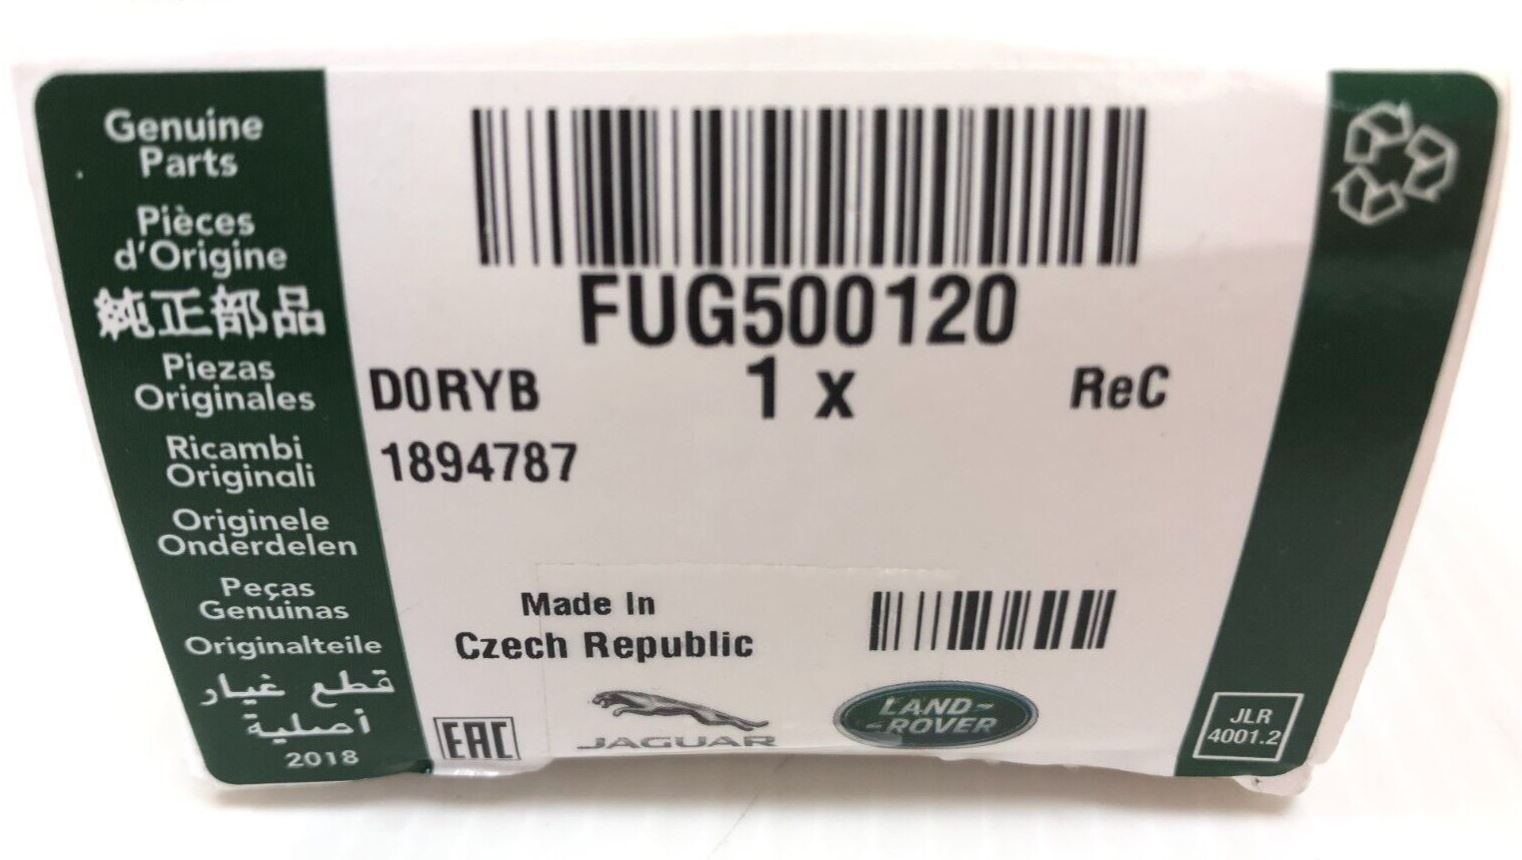 Genuine
Parts
Pièces
d'Origine
純正部品
Piezas
Originales
Ricambi
Originali
Originele
Onderdelen
Peças
Genuinas
Originalteile
قطع غيار
أصلية
2018
FUG500120
D0RYB 1 x ReC
1894787
Made In
Czech Republic
EAC
JAGUAR
LAND-
-ROVER
JLR
4001.2